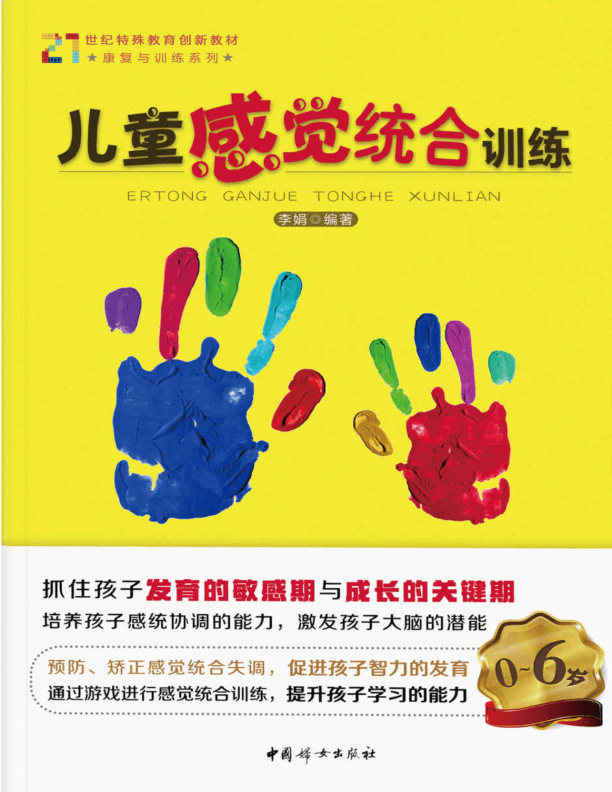 21世纪特殊教育创新教材
★康复与训练系列★
儿童感觉统合训练
ERTONG GANJUE TONGHE XUNLIAN
李娟◎编著
抓住孩子发育的敏感期与成长的关键期
培养孩子感统协调的能力，激发孩子大脑的潜能
预防、矫正感觉统合失调，促进孩子智力的发育
通过游戏进行感觉统合训练，提升孩子学习的能力
0~6岁
中国妇女出版社